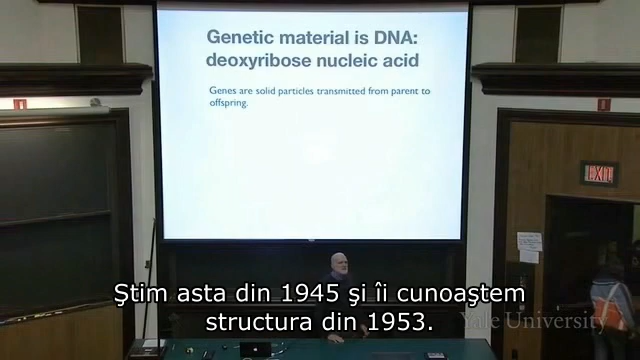 Genetic material is DNA:
deoxyribose nucleic acid
Genes are solid particles transmitted from parent to
offspring.
EXIT
Ştim asta din 1945 şi îi cunoaştem
structura din 1953.
Yale University